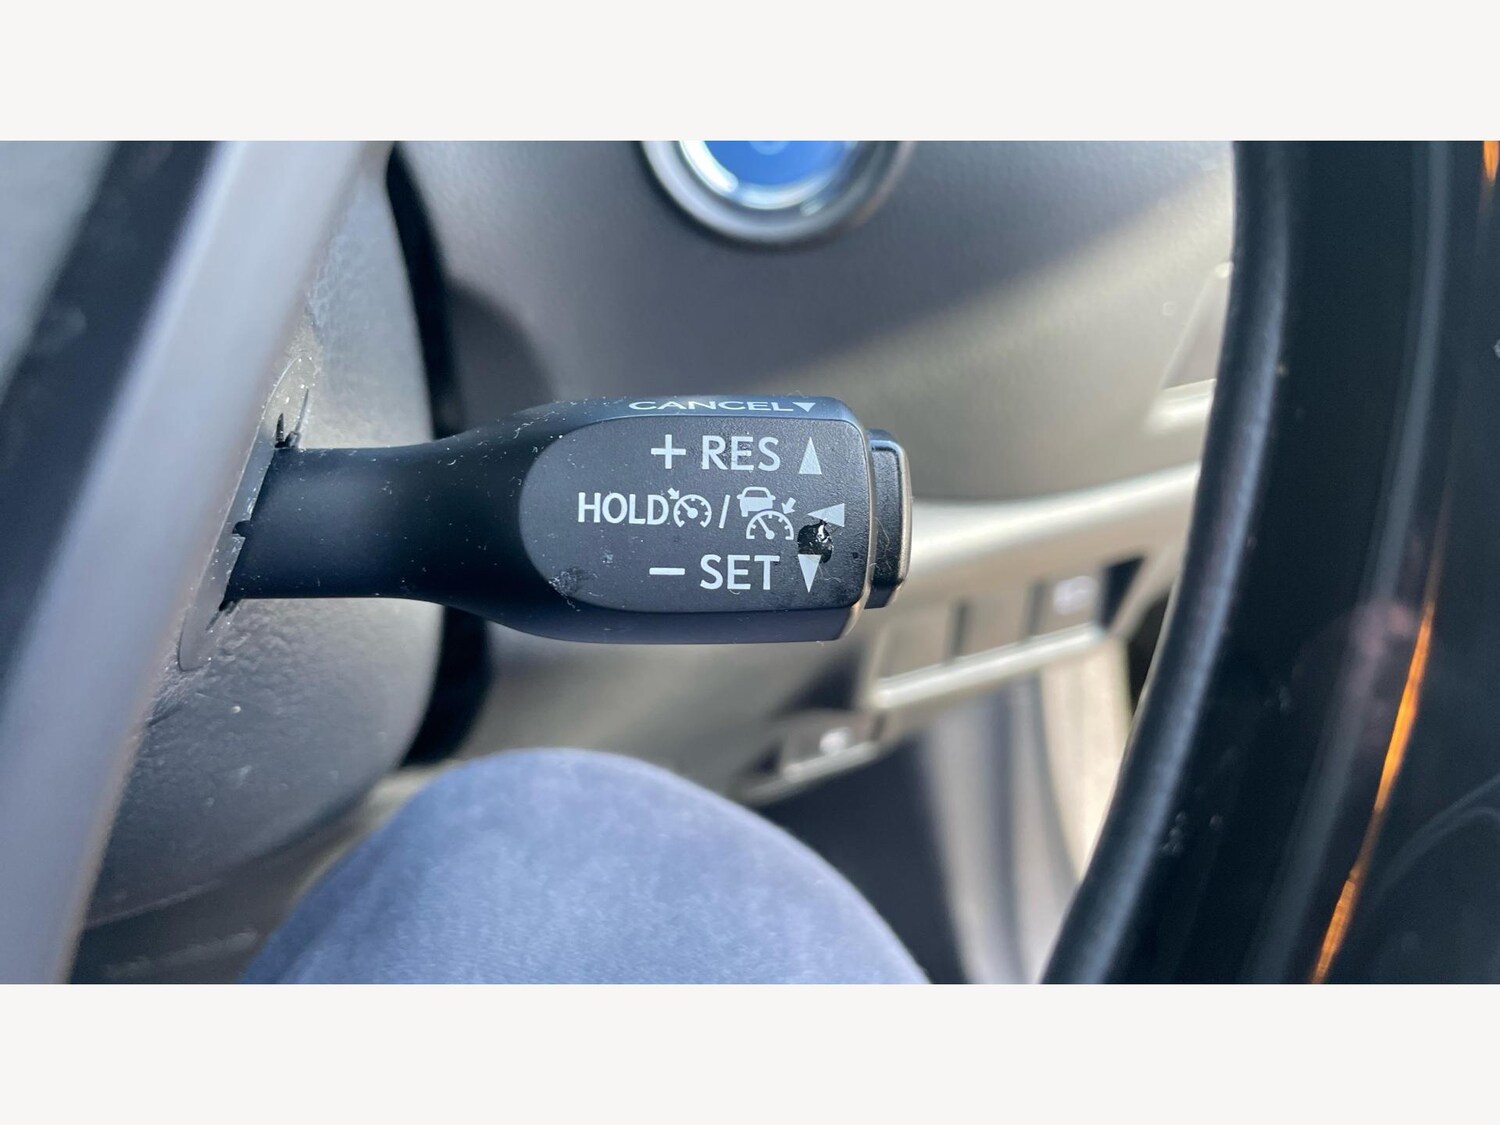 CANCEL▼
+ RES ▲
HOLD / ◀
− SET ▼